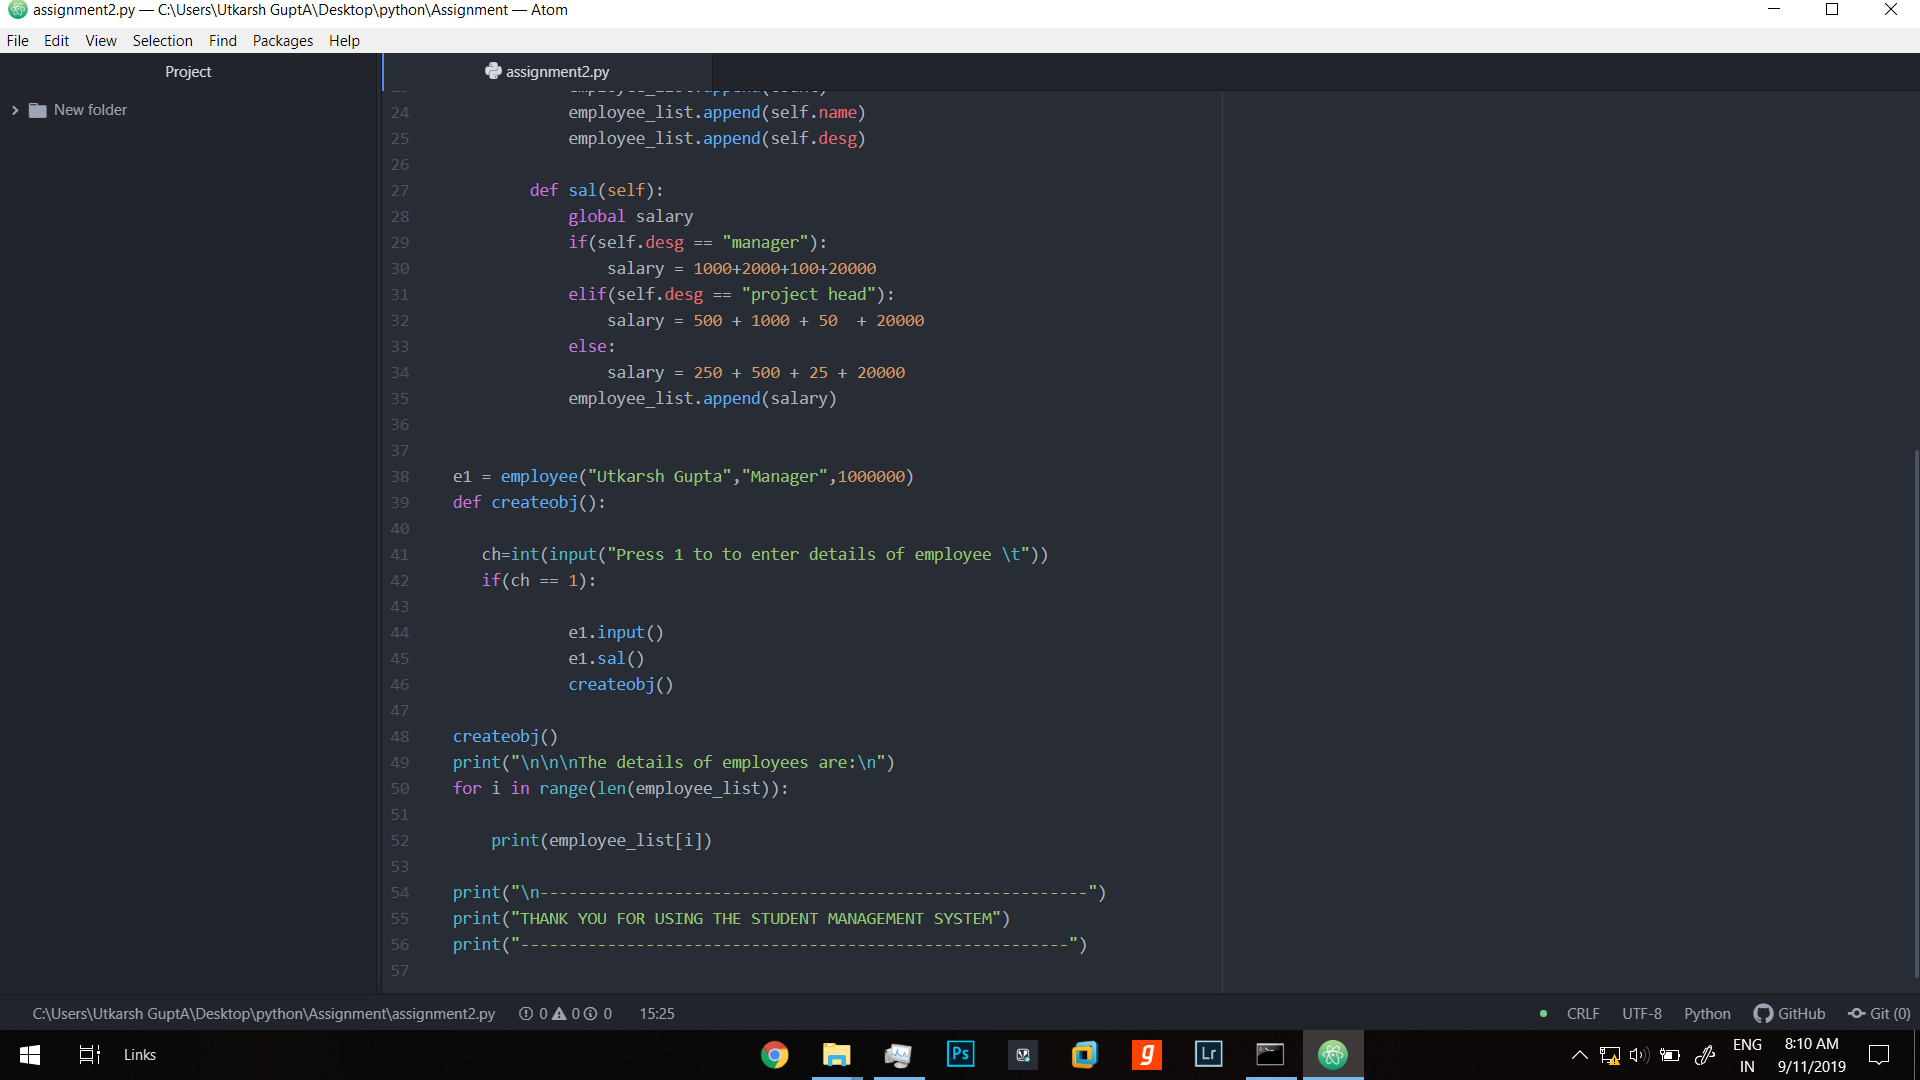 assignment2.py — C:\Users\Utkarsh GuptA\Desktop\python\Assignment — Atom
File Edit View Selection Find Packages Help
Project
assignment2.py
New folder
24 employee_list.append(self.name)
25 employee_list.append(self.desg)
26
27 def sal(self):
28 global salary
29 if(self.desg == "manager"):
30 salary = 1000+2000+100+20000
31 elif(self.desg == "project head"):
32 salary = 500 + 1000 + 50  + 20000
33 else:
34 salary = 250 + 500 + 25 + 20000
35 employee_list.append(salary)
36
37
38 e1 = employee("Utkarsh Gupta","Manager",1000000)
39 def createobj():
40
41 ch=int(input("Press 1 to to enter details of employee \t"))
42 if(ch == 1):
43
44 e1.input()
45 e1.sal()
46 createobj()
47
48 createobj()
49 print("\n\n\nThe details of employees are:\n")
50 for i in range(len(employee_list)):
51
52 print(employee_list[i])
53
54 print("\n---------------------------------------------------------")
55 print("THANK YOU FOR USING THE STUDENT MANAGEMENT SYSTEM")
56 print("---------------------------------------------------------")
57
C:\Users\Utkarsh GuptA\Desktop\python\Assignment\assignment2.py 0 0 0 15:25 CRLF UTF-8 Python GitHub Git (0)
Links Ps g Lr ENG 8:10 AM
IN 9/11/2019